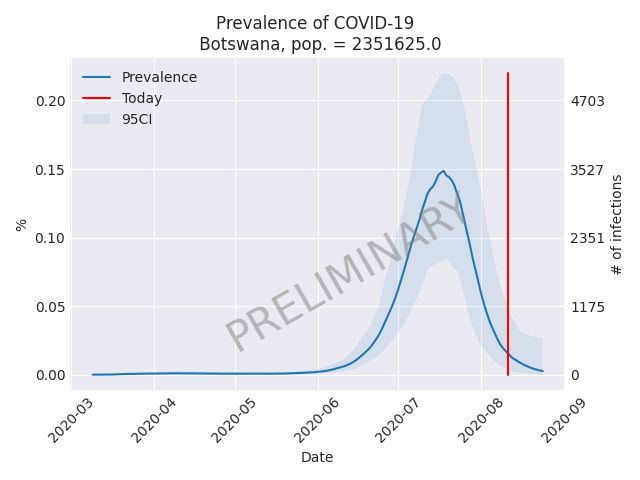 Prevalence of COVID-19
Botswana, pop. = 2351625.0
Prevalence
Today
95CI
0.20
0.15
0.10
0.05
0.00
%
4703
3527
2351
1175
0
# of infections
PRELIMINARY
2020-03
2020-04
2020-05
2020-06
2020-07
2020-08
2020-09
Date